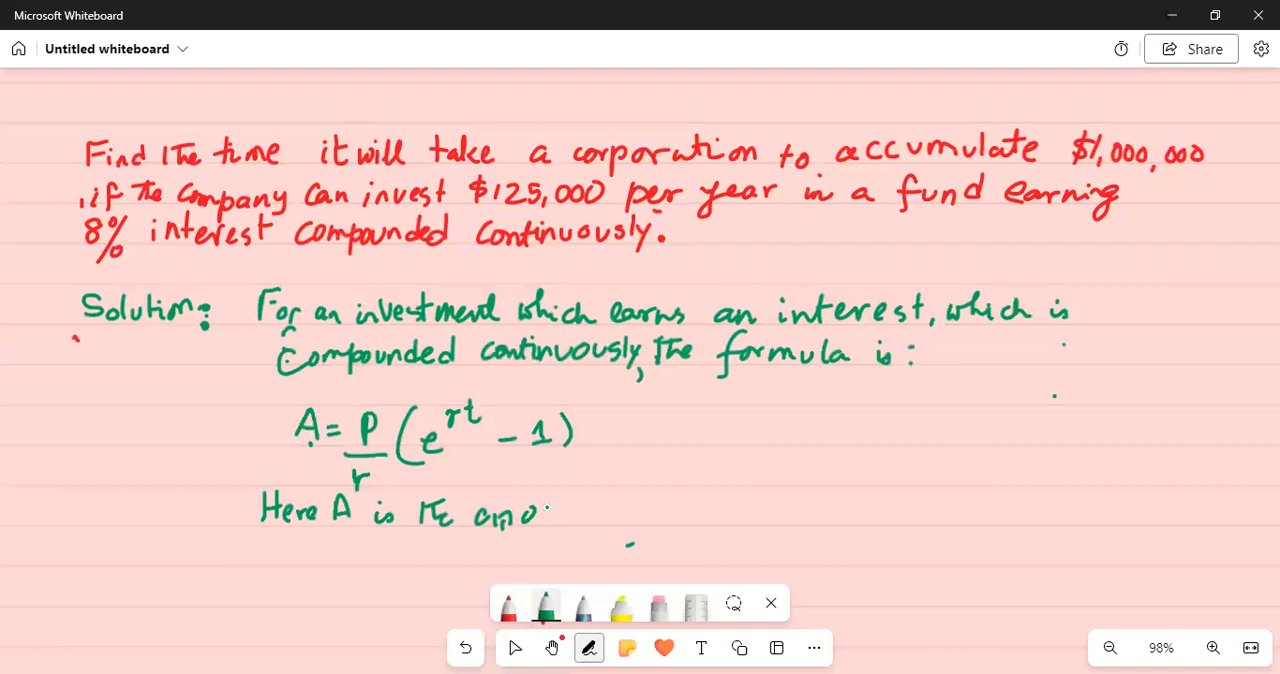 Microsoft Whiteboard
Untitled whiteboard
Share
Find the time it will take a corporation to accumulate $1,000,000
, if the company can invest $125,000 per year in a fund earning
8% interest compounded continuously.
Solution: For an investment which earns an interest, which is
Compounded continuously, the formula is:
A = P/r (e^rt - 1)
Here A is the amo
98%